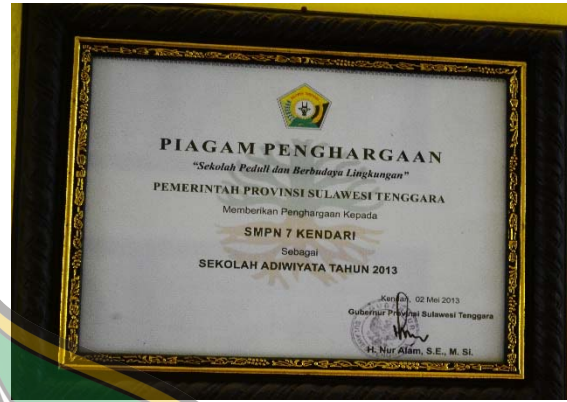 PIAGAM PENGHARGAAN
"Sekolah Peduli dan Berbudaya Lingkungan"
PEMERINTAH PROVINSI SULAWESI TENGGARA
Memberikan Penghargaan Kepada
SMPN 7 KENDARI
Sebagai
SEKOLAH ADIWIYATA TAHUN 2013
Kendari, 02 Mei 2013
Gubernur Provinsi Sulawesi Tenggara
H. Nur Alam, S.E., M. Si.